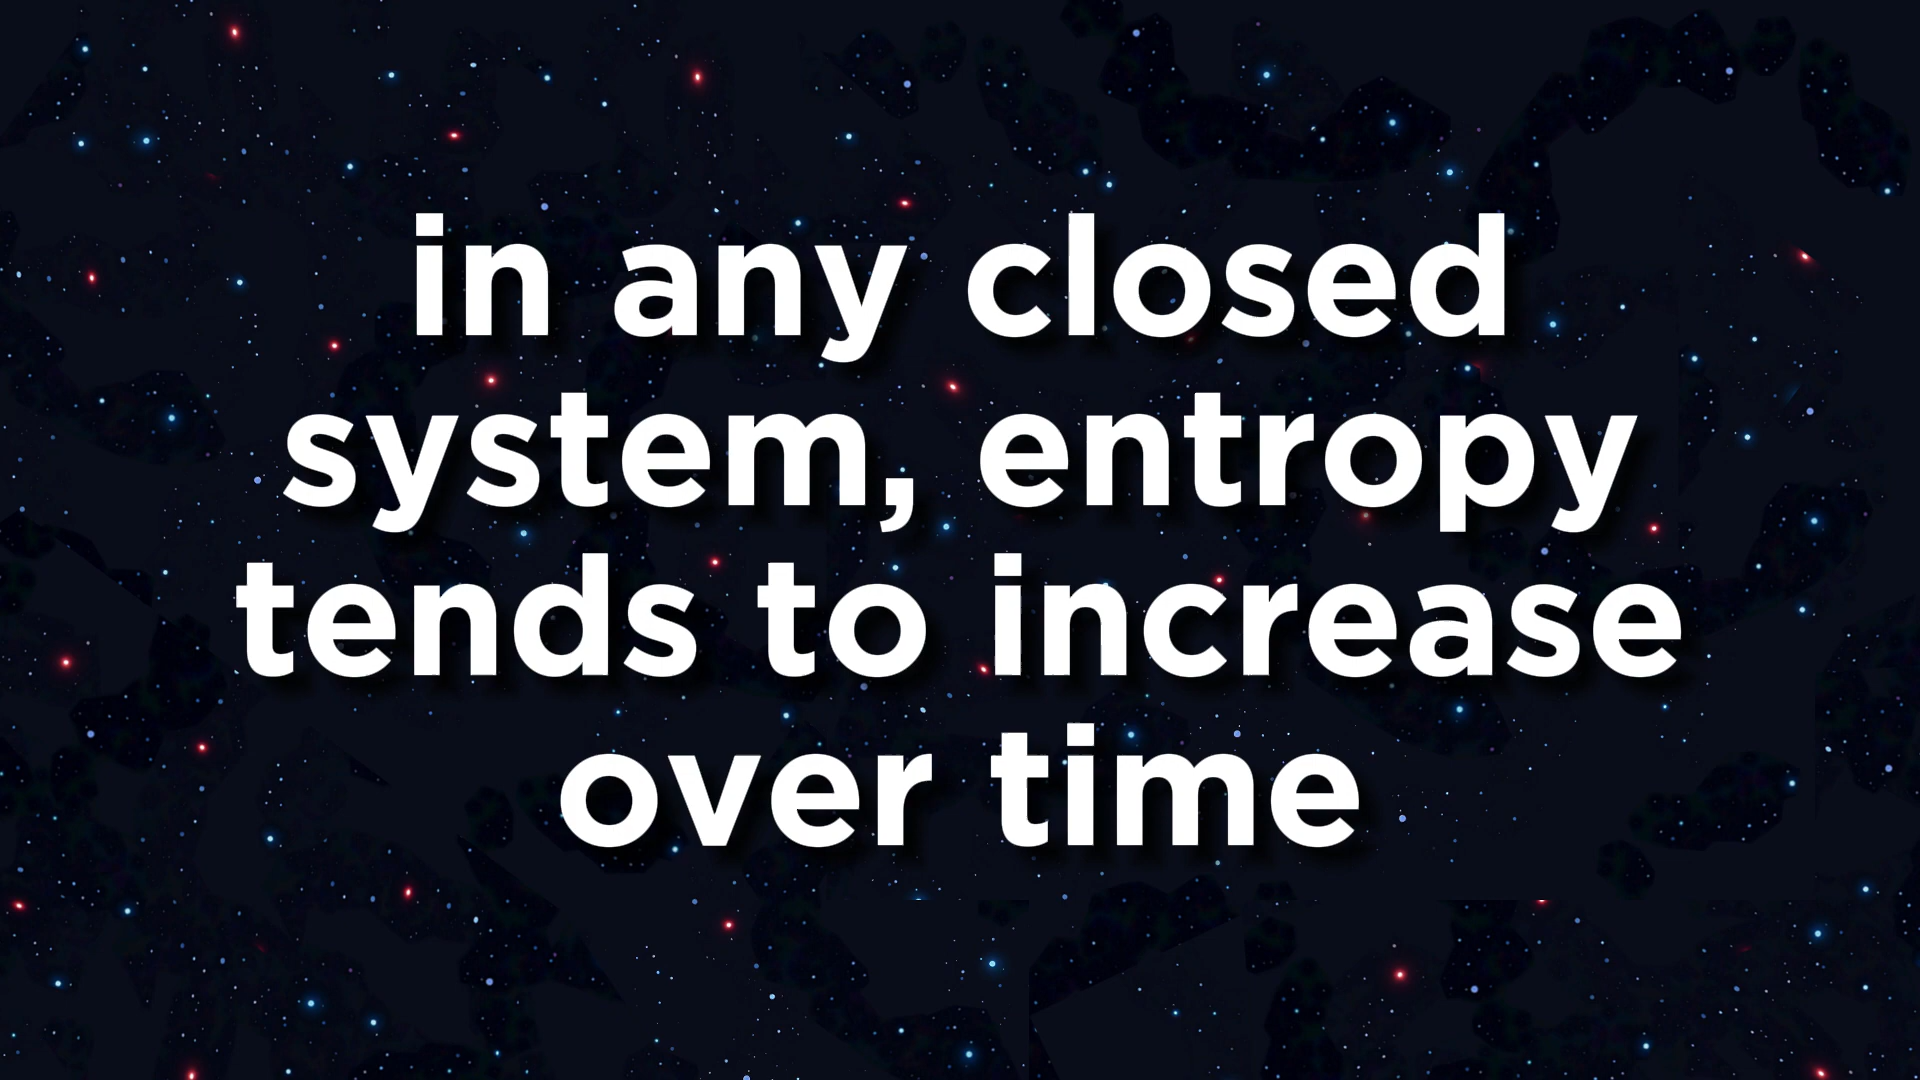 in any closed
system, entropy
tends to increase
over time